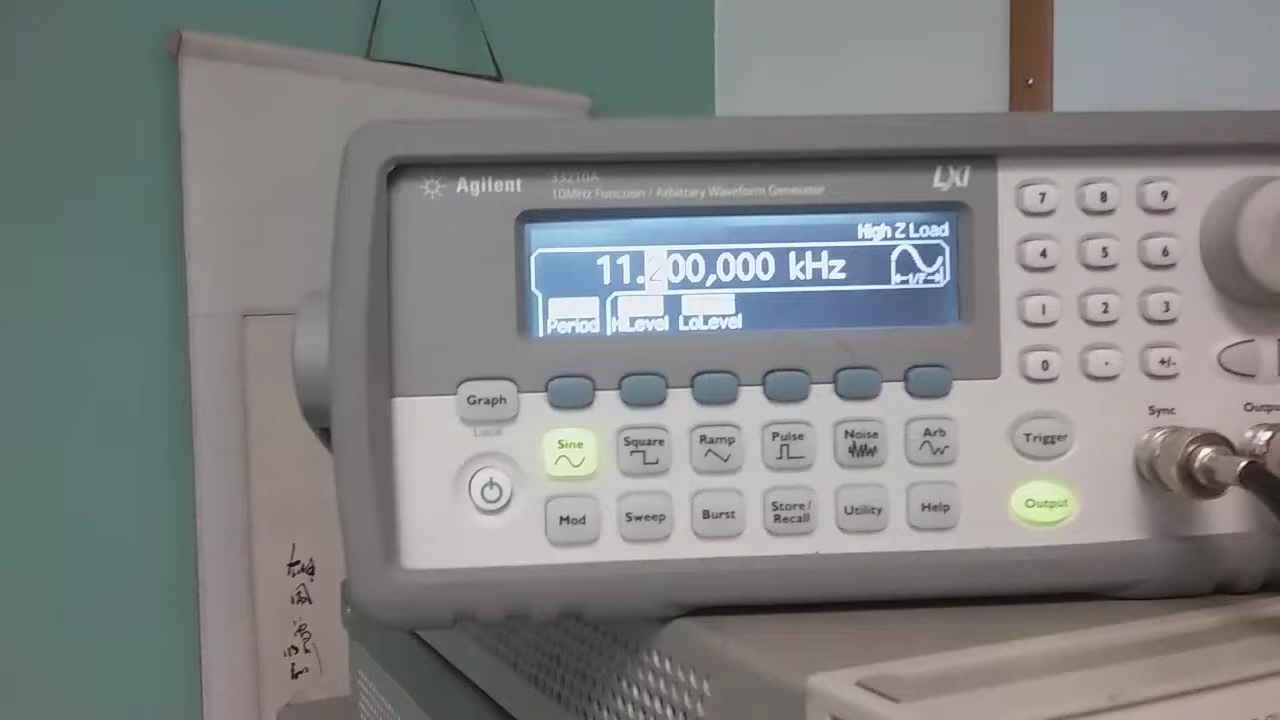 Agilent
33210A
10MHz Function / Arbitrary Waveform Generator
LXI
High Z Load
11.200,000 kHz
1/F
Period
HiLevel
LoLevel
Graph
Local
Sine
Square
Ramp
Pulse
Noise
Arb
Mod
Sweep
Burst
Store /
Recall
Utility
Help
7
8
9
4
5
6
1
2
3
0
.
+/-
Trigger
Output
Sync